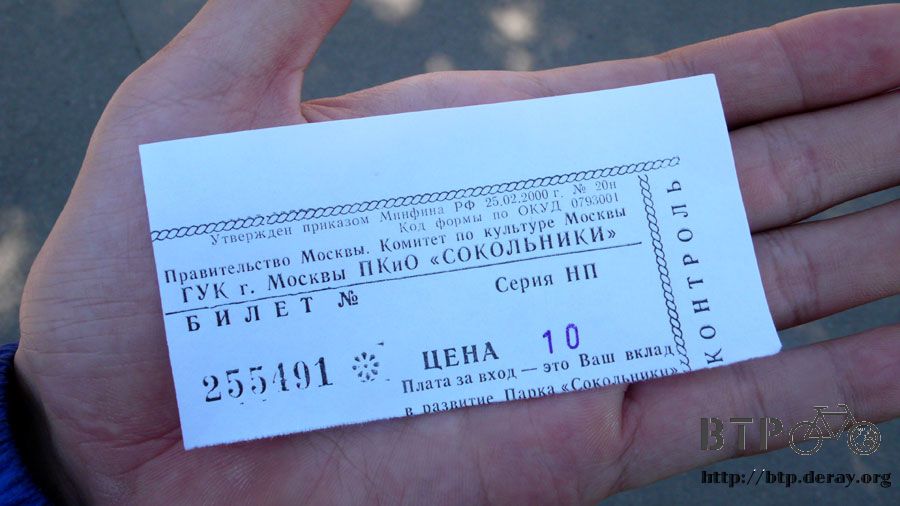 Утвержден приказом Минфина РФ 25.02.2000 г. № 20н
Код формы по ОКУД 0793001
Правительство Москвы. Комитет по культуре Москвы
ГУК г. Москвы ПКиО «СОКОЛЬНИКИ»
БИЛЕТ №
Серия НП
255491
ЦЕНА 10
Плата за вход — это Ваш вклад
в развитие Парка «Сокольники»
КОНТРОЛЬ
BTP
http://btp.deray.org